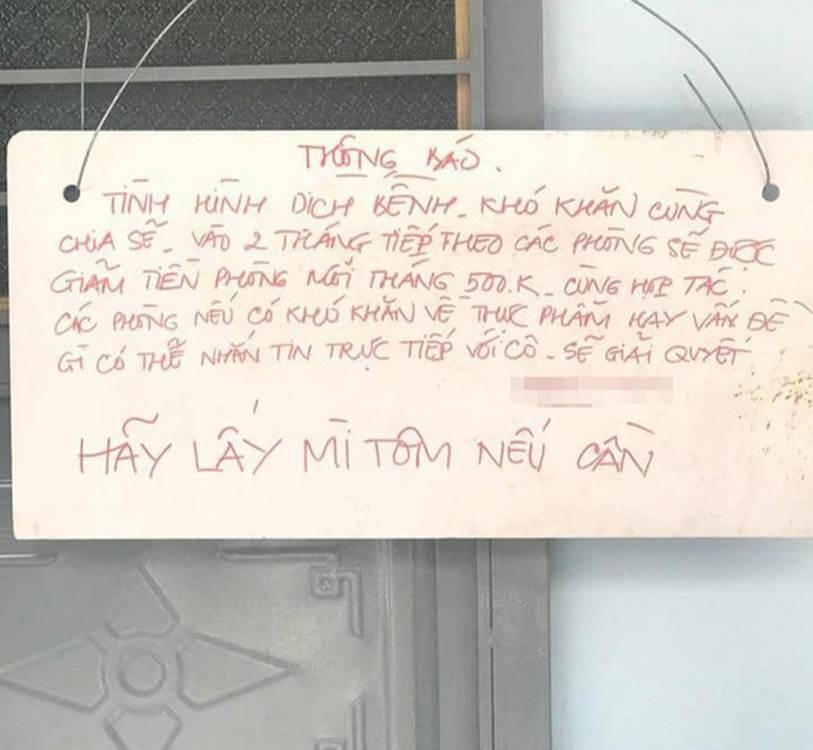 THÔNG BÁO.
TÌNH HÌNH DỊCH BỆNH - KHÓ KHĂN CÙNG
CHIA SẼ - VÀO 2 THÁNG TIẾP THEO CÁC PHÒNG SẼ ĐƯỢC
GIẢM TIỀN PHÒNG MỖI THÁNG 500.K - CÙNG HỢP TÁC.
CÁC PHÒNG NẾU CÓ KHÓ KHĂN VỀ THỰC PHẨM HAY VẤN ĐỀ
GÌ CÓ THỂ NHẮN TIN TRỰC TIẾP VỚI CÔ - SẼ GIẢI QUYẾT
HÃY LẤY MÌ TÔM NẾU CẦN